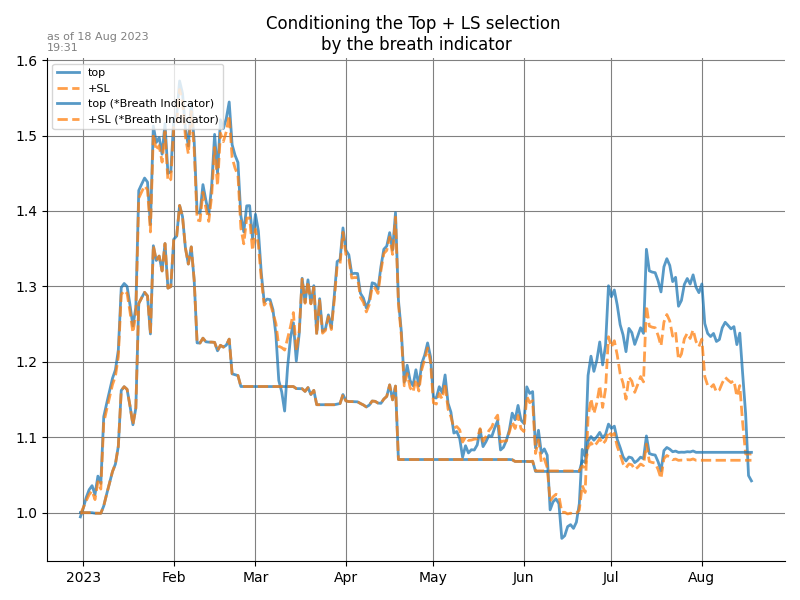 Conditioning the Top + LS selection
by the breath indicator
as of 18 Aug 2023
19:31
top
+SL
top (*Breath Indicator)
+SL (*Breath Indicator)
1.6
1.5
1.4
1.3
1.2
1.1
1.0
2023 Feb Mar Apr May Jun Jul Aug